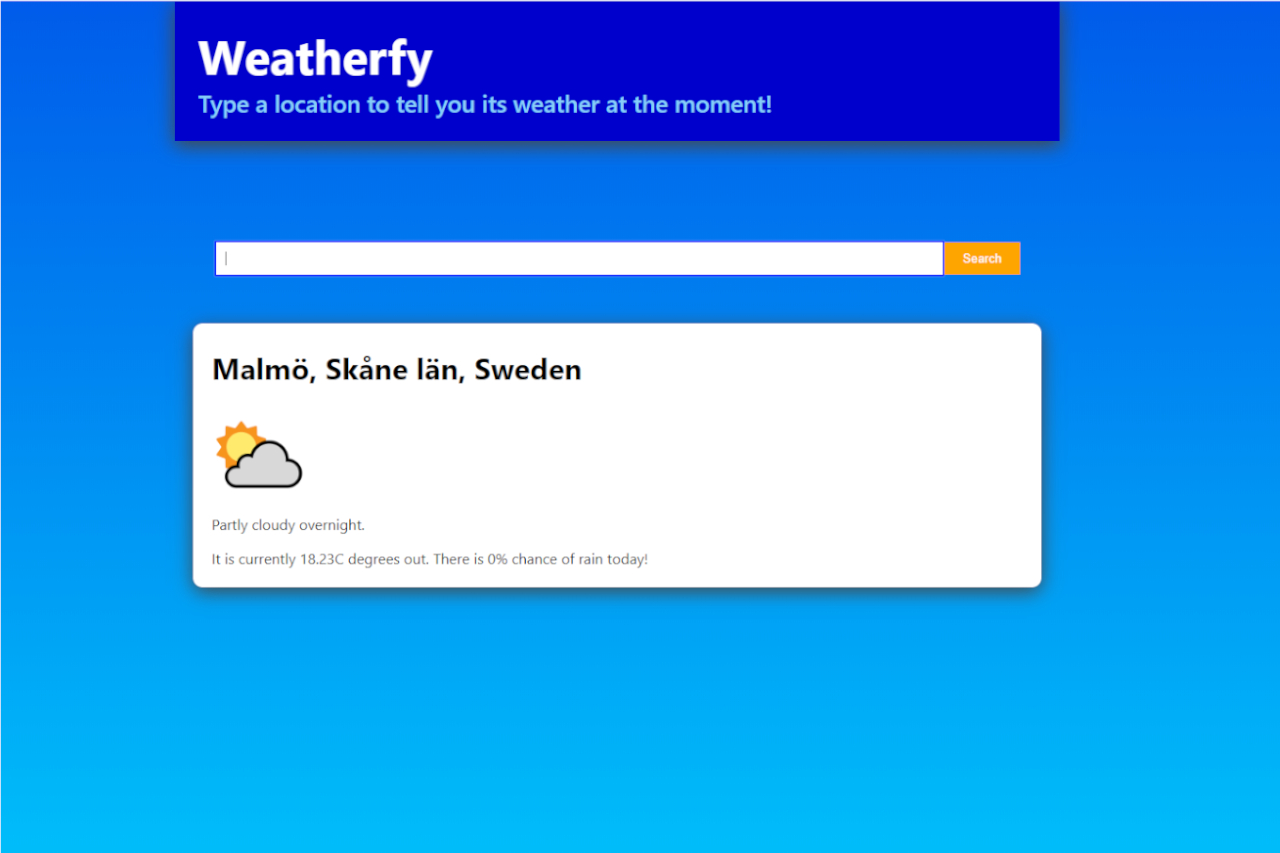 Weatherfy
Type a location to tell you its weather at the moment!
Search
Malmö, Skåne län, Sweden
Partly cloudy overnight.
It is currently 18.23C degrees out. There is 0% chance of rain today!